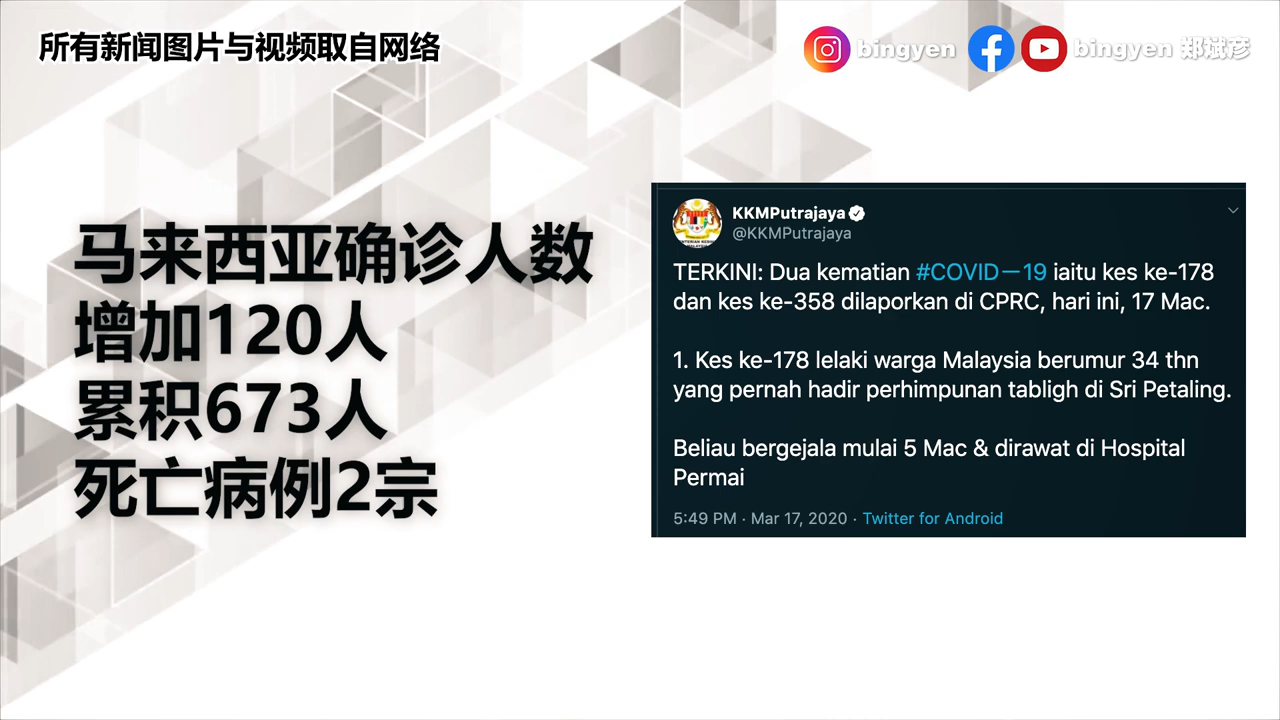 所有新闻图片与视频取自网络
bingyen
bingyen 郑斌彦
马来西亚确诊人数
增加120人
累积673人
死亡病例2宗
KKMPutrajaya
@KKMPutrajaya
TERKINI: Dua kematian #COVID－19 iaitu kes ke-178
dan kes ke-358 dilaporkan di CPRC, hari ini, 17 Mac.
1. Kes ke-178 lelaki warga Malaysia berumur 34 thn
yang pernah hadir perhimpunan tabligh di Sri Petaling.
Beliau bergejala mulai 5 Mac & dirawat di Hospital
Permai
5:49 PM · Mar 17, 2020 · Twitter for Android